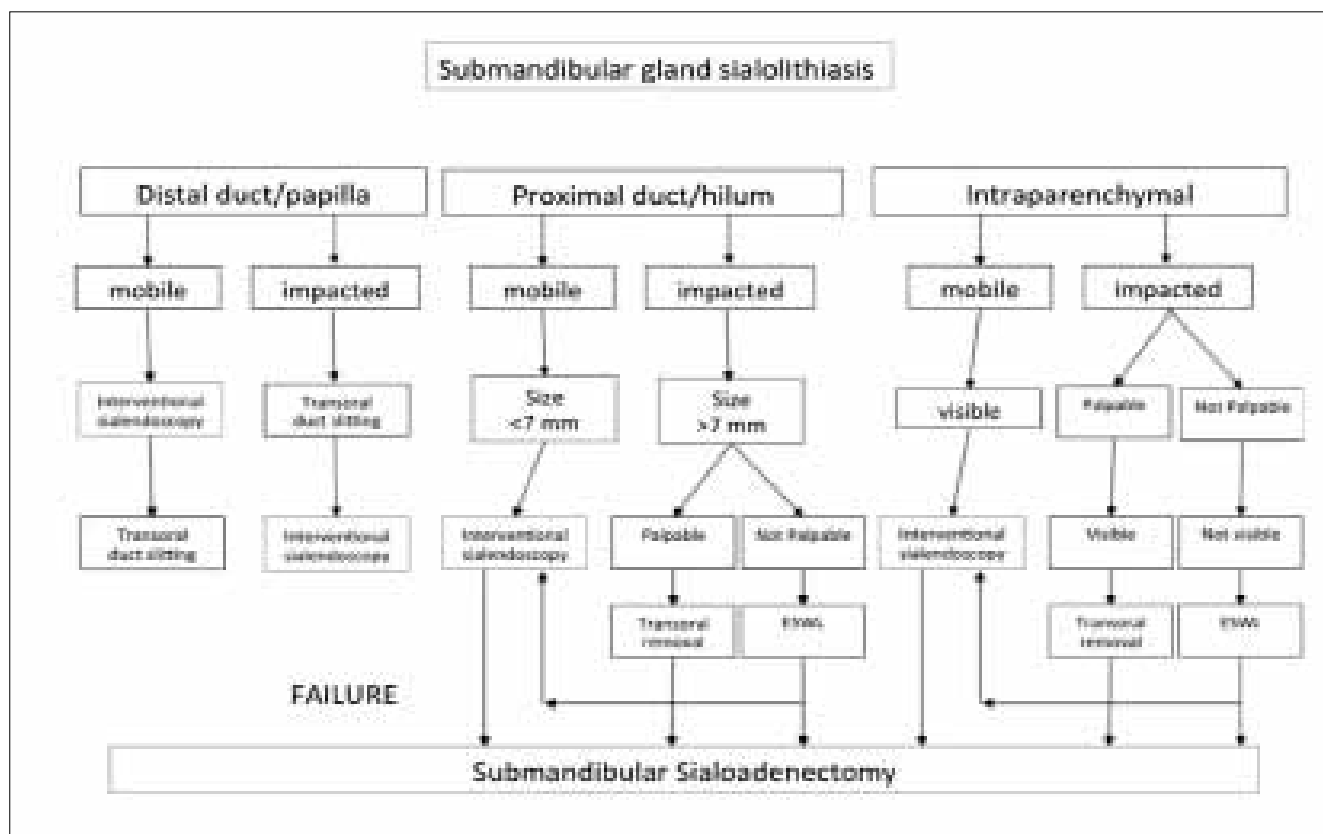 Submandibular gland sialolithiasis
Distal duct/papilla
Proximal duct/hilum
Intraparenchymal
mobile
impacted
mobile
impacted
mobile
impacted
Interventional
sialendoscopy
Transoral
duct slitting
Size
<7 mm
Size
>7 mm
visible
Palpable
Not Palpable
Transoral
duct slitting
Interventional
sialendoscopy
Interventional
sialendoscopy
Palpable
Not Palpable
Interventional
sialendoscopy
Visible
Not visible
Transoral
removal
ESWL
Transoral
removal
ESWL
FAILURE
Submandibular Sialoadenectomy